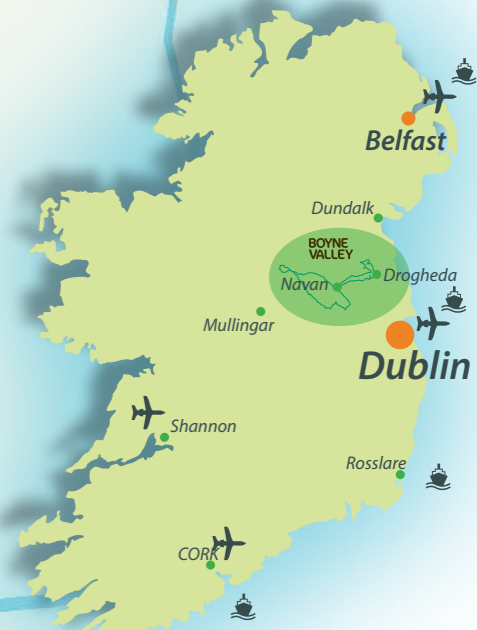 Belfast
Dundalk
BOYNE
VALLEY
Drogheda
Navan
Mullingar
Dublin
Shannon
Rosslare
CORK